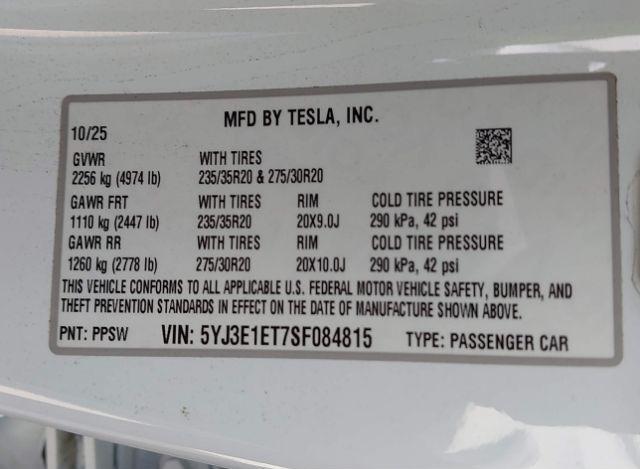 MFD BY TESLA, INC.
10/25
GVWR WITH TIRES
2256 kg (4974 lb) 235/35R20 & 275/30R20
GAWR FRT WITH TIRES RIM COLD TIRE PRESSURE
1110 kg (2447 lb) 235/35R20 20X9.0J 290 kPa, 42 psi
GAWR RR WITH TIRES RIM COLD TIRE PRESSURE
1260 kg (2778 lb) 275/30R20 20X10.0J 290 kPa, 42 psi
THIS VEHICLE CONFORMS TO ALL APPLICABLE U.S. FEDERAL MOTOR VEHICLE SAFETY, BUMPER, AND
THEFT PREVENTION STANDARDS IN EFFECT ON THE DATE OF MANUFACTURE SHOWN ABOVE.
PNT: PPSW VIN: 5YJ3E1ET7SF084815 TYPE: PASSENGER CAR